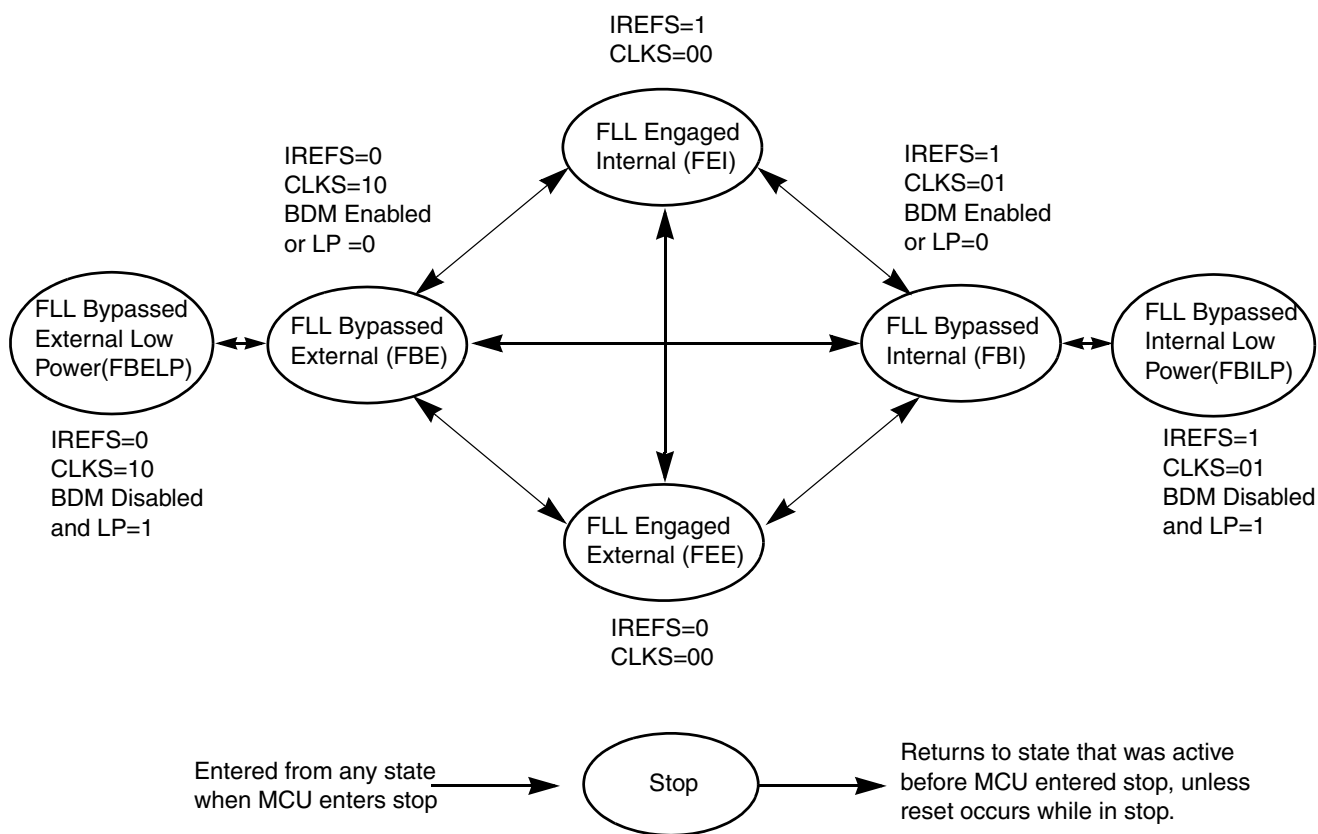 IREFS=1
CLKS=00
FLL Engaged
Internal (FEI)
IREFS=0
CLKS=10
BDM Enabled
or LP =0
IREFS=1
CLKS=01
BDM Enabled
or LP=0
FLL Bypassed
External Low
Power(FBELP)
FLL Bypassed
External (FBE)
FLL Bypassed
Internal (FBI)
FLL Bypassed
Internal Low
Power(FBILP)
IREFS=0
CLKS=10
BDM Disabled
and LP=1
IREFS=1
CLKS=01
BDM Disabled
and LP=1
FLL Engaged
External (FEE)
IREFS=0
CLKS=00
Entered from any state
when MCU enters stop
Stop
Returns to state that was active
before MCU entered stop, unless
reset occurs while in stop.